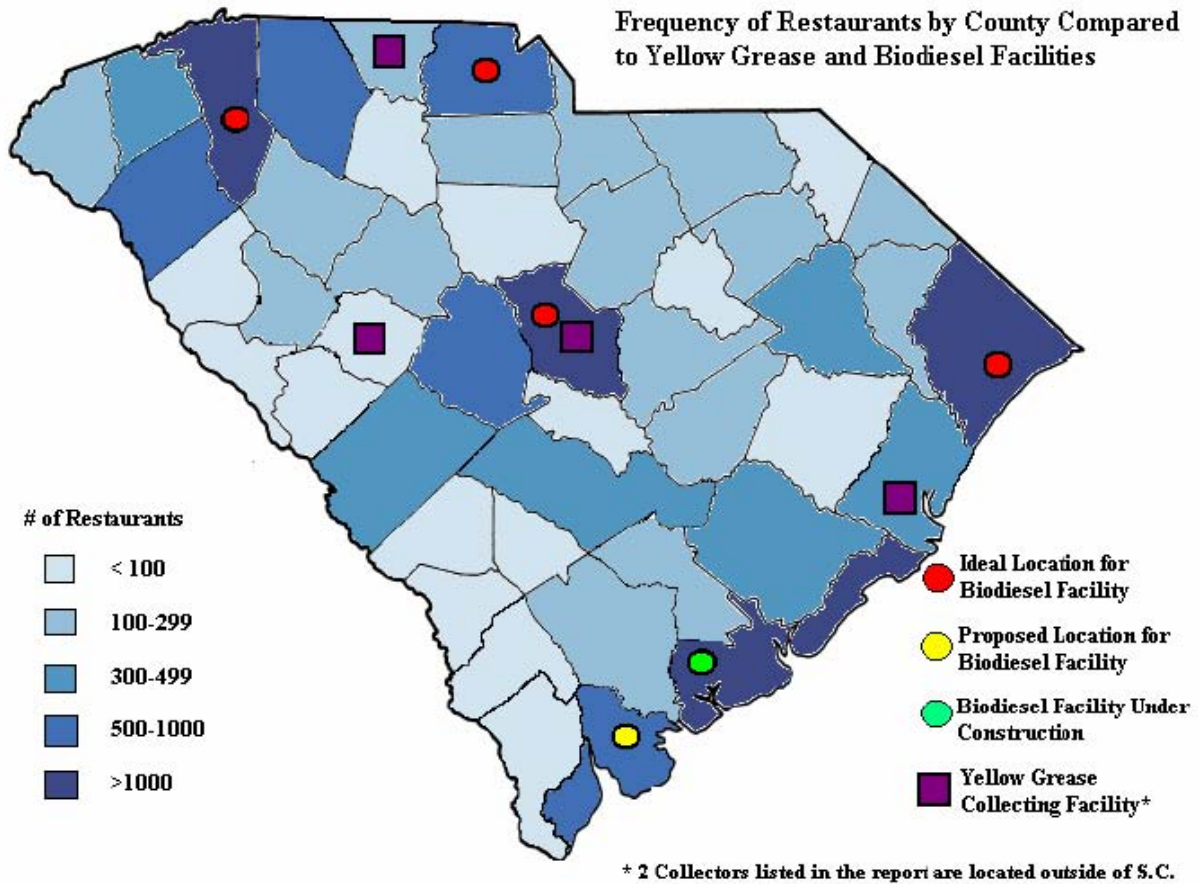 Frequency of Restaurants by County Compared
to Yellow Grease and Biodiesel Facilities
# of Restaurants
< 100
100-299
300-499
500-1000
>1000
Ideal Location for
Biodiesel Facility
Proposed Location for
Biodiesel Facility
Biodiesel Facility Under
Construction
Yellow Grease
Collecting Facility*
* 2 Collectors listed in the report are located outside of S.C.